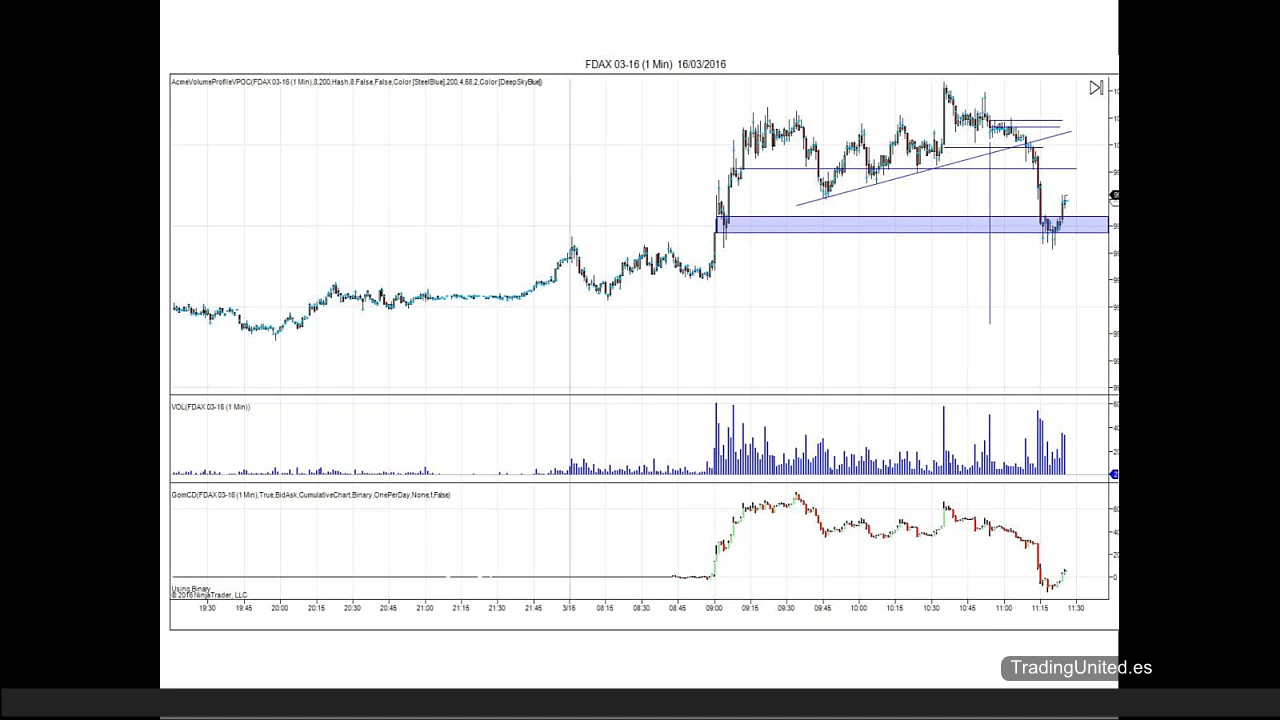 FDAX 03-16 (1 Min) 16/03/2016
AcmeVolumeProfileVPOC(FDAX 03-16 (1 Min),8,200,Hash,8,False,False,Color [SteelBlue],200,4,68,2,Color [DeepSkyBlue])
VOL(FDAX 03-16 (1 Min))
GomCD(FDAX 03-16 (1 Min),True,BidAsk,CumulativeChart,Binary,OnePerDay,None,1,False)
60
40
20
0
Using Binary
© 2016 NinjaTrader, LLC
19:30 19:45 20:00 20:15 20:30 20:45 21:00 21:15 21:30 21:45 3/16 08:15 08:30 08:45 09:00 09:15 09:30 09:45 10:00 10:15 10:30 10:45 11:00 11:15 11:30
TradingUnited.es